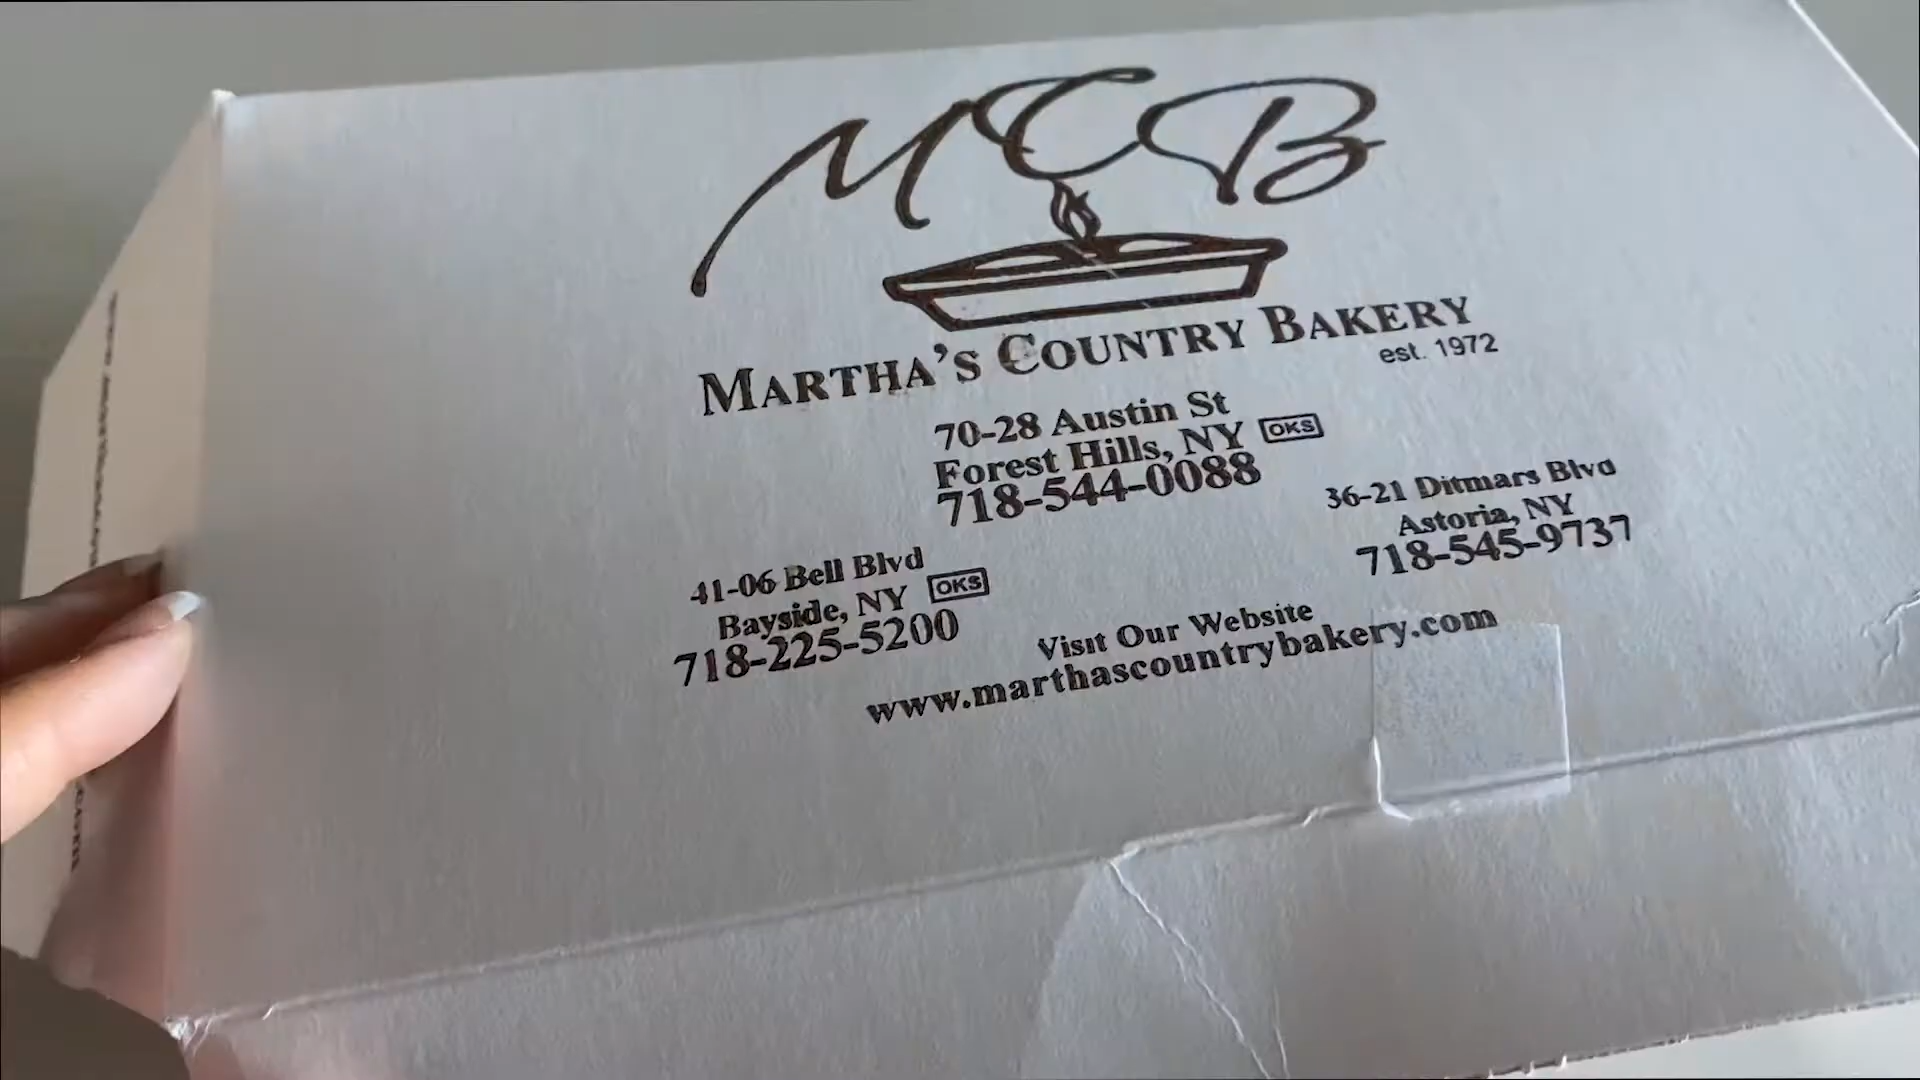 MCB
MARTHA'S COUNTRY BAKERY
est. 1972
70-28 Austin St
Forest Hills, NY OKS
718-544-0088
36-21 Ditmars Blvd
Astoria, NY
718-545-9737
41-06 Bell Blvd
Bayside, NY OKS
718-225-5200
Visit Our Website
www.marthascountrybakery.com